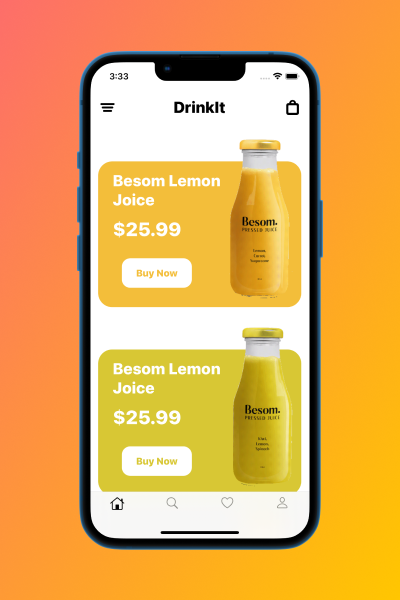 3:33
DrinkIt
Besom Lemon
Joice
$25.99
Buy Now
Besom.
PRESSED JUICE
Lemon,
Carrot,
Besom Lemon
Joice
$25.99
Buy Now
Besom.
PRESSED JUICE
Kiwi,
Lemon,
Spinach